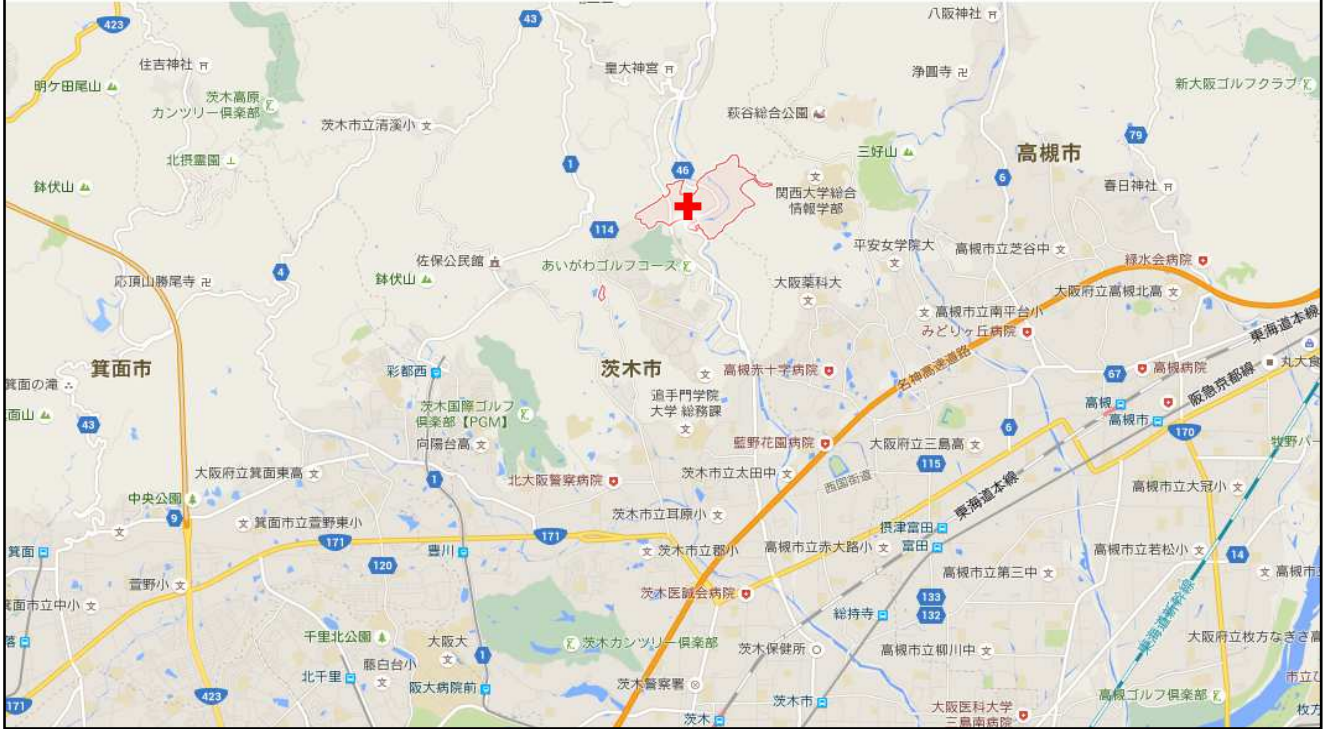 423
43
八阪神社
住吉神社
皇大神宮
浄圓寺
明ケ田尾山
茨木高原
カンツリー倶楽部
新大阪ゴルフクラブ
茨木市立清溪小
萩谷総合公園
79
三好山
高槻市
北摂霊園
1
46
6
鉢伏山
関西大学総合
情報学部
春日神社
114
平安女学院大
高槻市立芝谷中
佐保公民館
あいがわゴルフコース
緑水会病院
応頂山勝尾寺
4
鉢伏山
大阪薬科大
大阪府立高槻北高
高槻市立南平台小
みどりヶ丘病院
東海道本線
箕面市
茨木市
名神高速道路
丸大食
箕面の滝
彩都西
高槻赤十字病院
67
高槻病院
阪急京都線
面山
43
茨木国際ゴルフ
倶楽部【PGM】
追手門学院
大学 総務課
高槻
高槻市
6
170
向陽台高
藍野花園病院
大阪府立三島高
牧野パー
大阪府立箕面東高
1
北大阪警察病院
茨木市立太田中
115
西国街道
中央公園
東海道本線
高槻市立大冠小
9
箕面市立萱野東小
茨木市立耳原小
摂津富田
箕面
171
豊川
171
茨木市立郡小
高槻市立赤大路小
富田
高槻市立若松小
14
120
萱野小
高槻市立第三中
高槻市
茨木医誠会病院
133
132
箕面市立中小
総持寺
東海道新幹線
千里北公園
大阪大
茨木カンツリー倶楽部
茨木保健所
高槻市立柳川中
大阪府立枚方なぎさ高
落
藤白台小
1
北千里
阪大病院前
茨木警察署
市立ひ
423
茨木市
高槻ゴルフ倶楽部
171
茨木
大阪医科大学
三島南病院
枚方